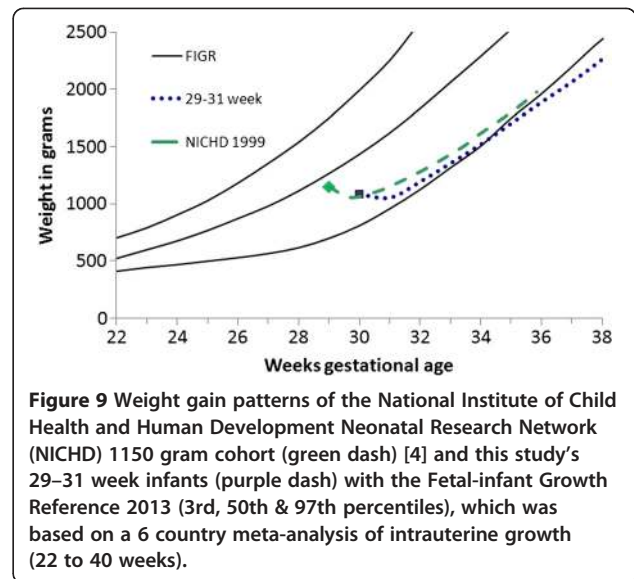 2500
2000
1500
1000
500
0
Weight in grams
FIGR
29-31 week
NICHD 1999
22 24 26 28 30 32 34 36 38
Weeks gestational age
Figure 9 Weight gain patterns of the National Institute of Child
Health and Human Development Neonatal Research Network
(NICHD) 1150 gram cohort (green dash) [4] and this study's
29–31 week infants (purple dash) with the Fetal-infant Growth
Reference 2013 (3rd, 50th & 97th percentiles), which was
based on a 6 country meta-analysis of intrauterine growth
(22 to 40 weeks).